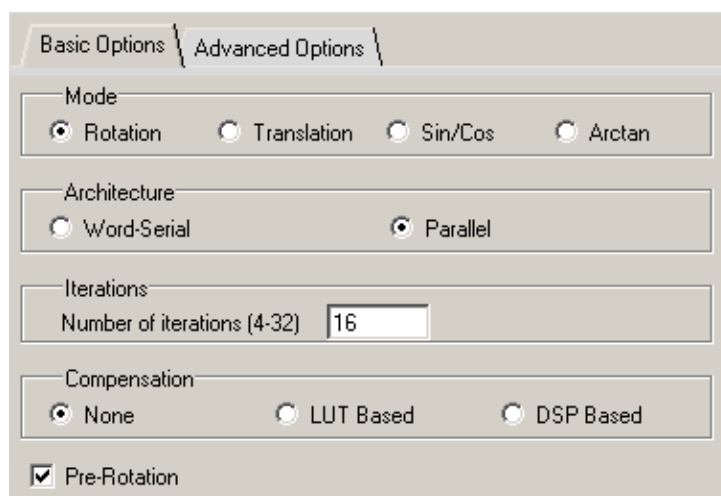 Basic Options
Advanced Options
Mode
Rotation Translation Sin/Cos Arctan
Architecture
Word-Serial Parallel
Iterations
Number of iterations (4-32) 16
Compensation
None LUT Based DSP Based
Pre-Rotation